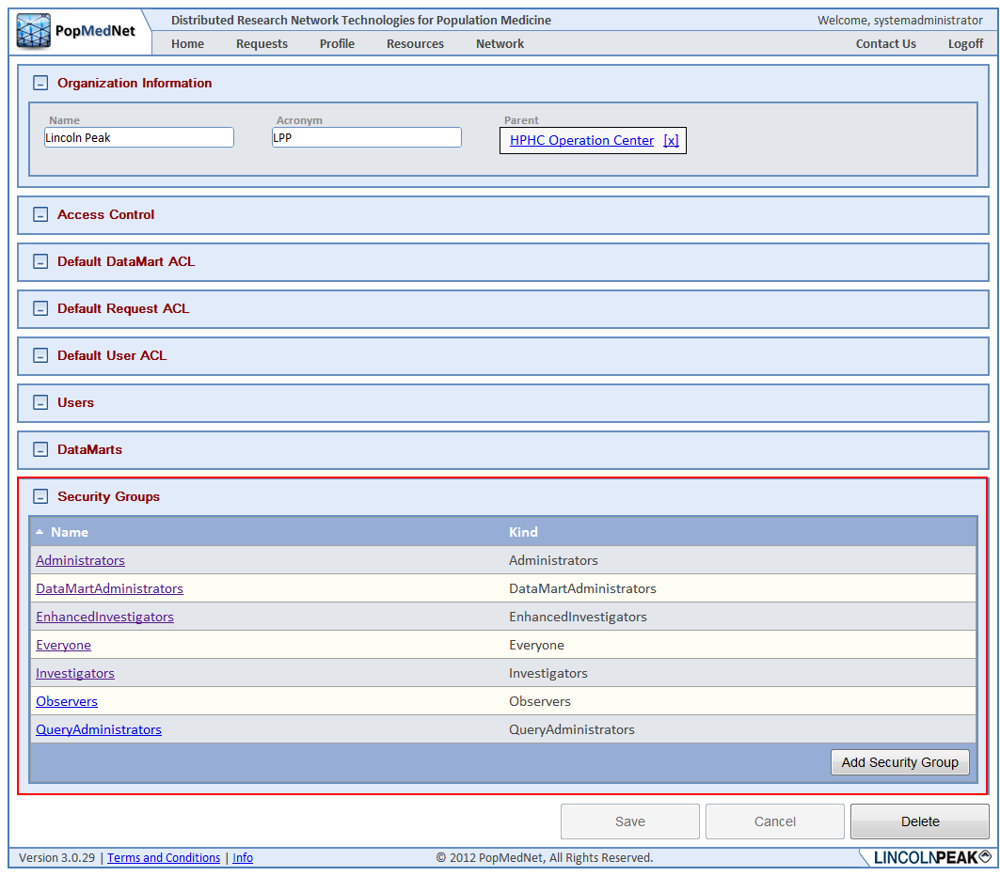 PopMedNet
Distributed Research Network Technologies for Population Medicine
Welcome, systemadministrator
Home Requests Profile Resources Network Contact Us Logoff
Organization Information
Name Acronym Parent
Lincoln Peak LPP HPHC Operation Center [x]
Access Control
Default DataMart ACL
Default Request ACL
Default User ACL
Users
DataMarts
Security Groups
Name Kind
Administrators Administrators
DataMartAdministrators DataMartAdministrators
EnhancedInvestigators EnhancedInvestigators
Everyone Everyone
Investigators Investigators
Observers Observers
QueryAdministrators QueryAdministrators
Add Security Group
Save Cancel Delete
Version 3.0.29 | Terms and Conditions | Info © 2012 PopMedNet, All Rights Reserved. LINCOLNPEAK